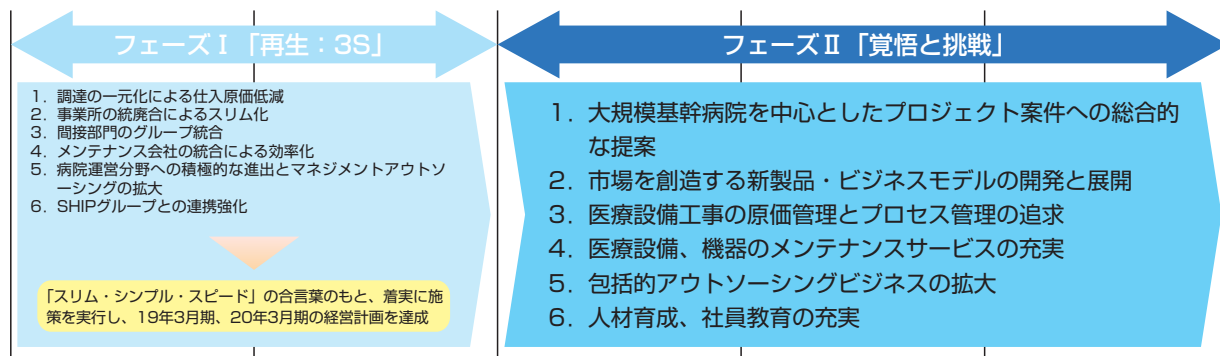 フェーズⅠ「再生：3S」
1．調達の一元化による仕入原価低減
2．事業所の統廃合によるスリム化
3．間接部門のグループ統合
4．メンテナンス会社の統合による効率化
5．病院運営分野への積極的な進出とマネジメントアウトソ
ーシングの拡大
6．SHIPグループとの連携強化
「スリム・シンプル・スピード」の合言葉のもと、着実に施
策を実行し、19年3月期、20年3月期の経営計画を達成
フェーズⅡ「覚悟と挑戦」
1．大規模基幹病院を中心としたプロジェクト案件への総合的
な提案
2．市場を創造する新製品・ビジネスモデルの開発と展開
3．医療設備工事の原価管理とプロセス管理の追求
4．医療設備、機器のメンテナンスサービスの充実
5．包括的アウトソーシングビジネスの拡大
6．人材育成、社員教育の充実